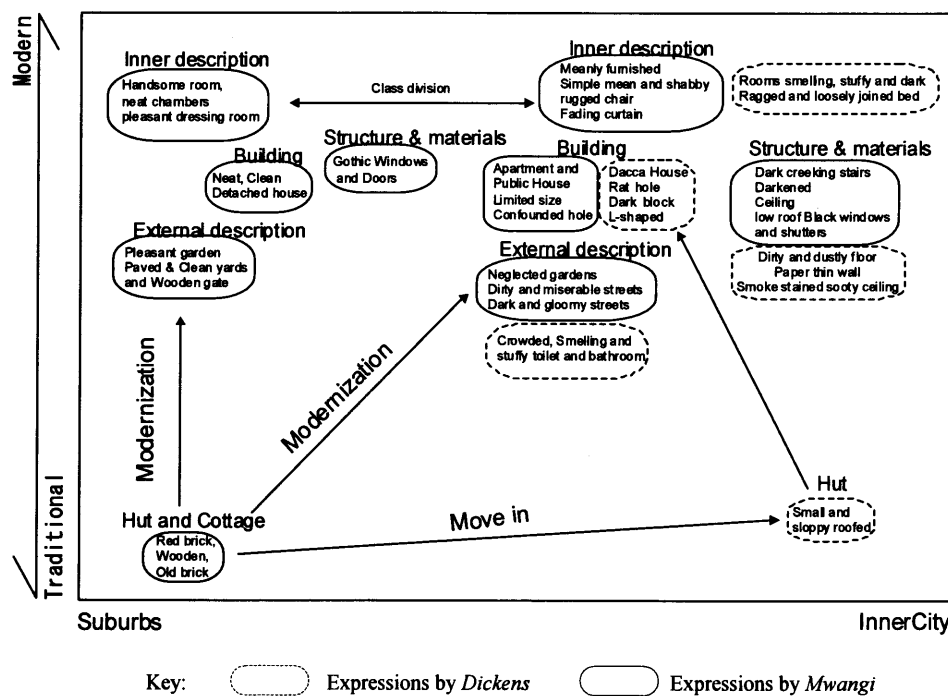 Modern
Traditional
Inner description
Handsome room,
neat chambers
pleasant dressing room
Class division
Inner description
Meanly furnished
Simple mean and shabby
rugged chair
Fading curtain
Rooms smelling, stuffy and dark
Ragged and loosely joined bed
Building
Neat, Clean
Detached house
Structure & materials
Gothic Windows
and Doors
Building
Apartment and
Public House
Limited size
Confounded hole
Dacca House
Rat hole
Dark block
L-shaped
Structure & materials
Dark creeking stairs
Darkened
Ceiling
low roof Black windows
and shutters
Dirty and dustly floor
Paper thin wall
Smoke stained sooty ceiling
External description
Pleasant garden
Paved & Clean yards
and Wooden gate
External description
Neglected gardens
Dirty and miserable streets
Dark and gloomy streets
Crowded, Smelling and
stuffy toilet and bathroom
Modernization
Modernization
Hut and Cottage
Red brick,
Wooden,
Old brick
Move in
Hut
Small and
sloppy roofed
Suburbs
InnerCity
Key:
Expressions by Dickens
Expressions by Mwangi